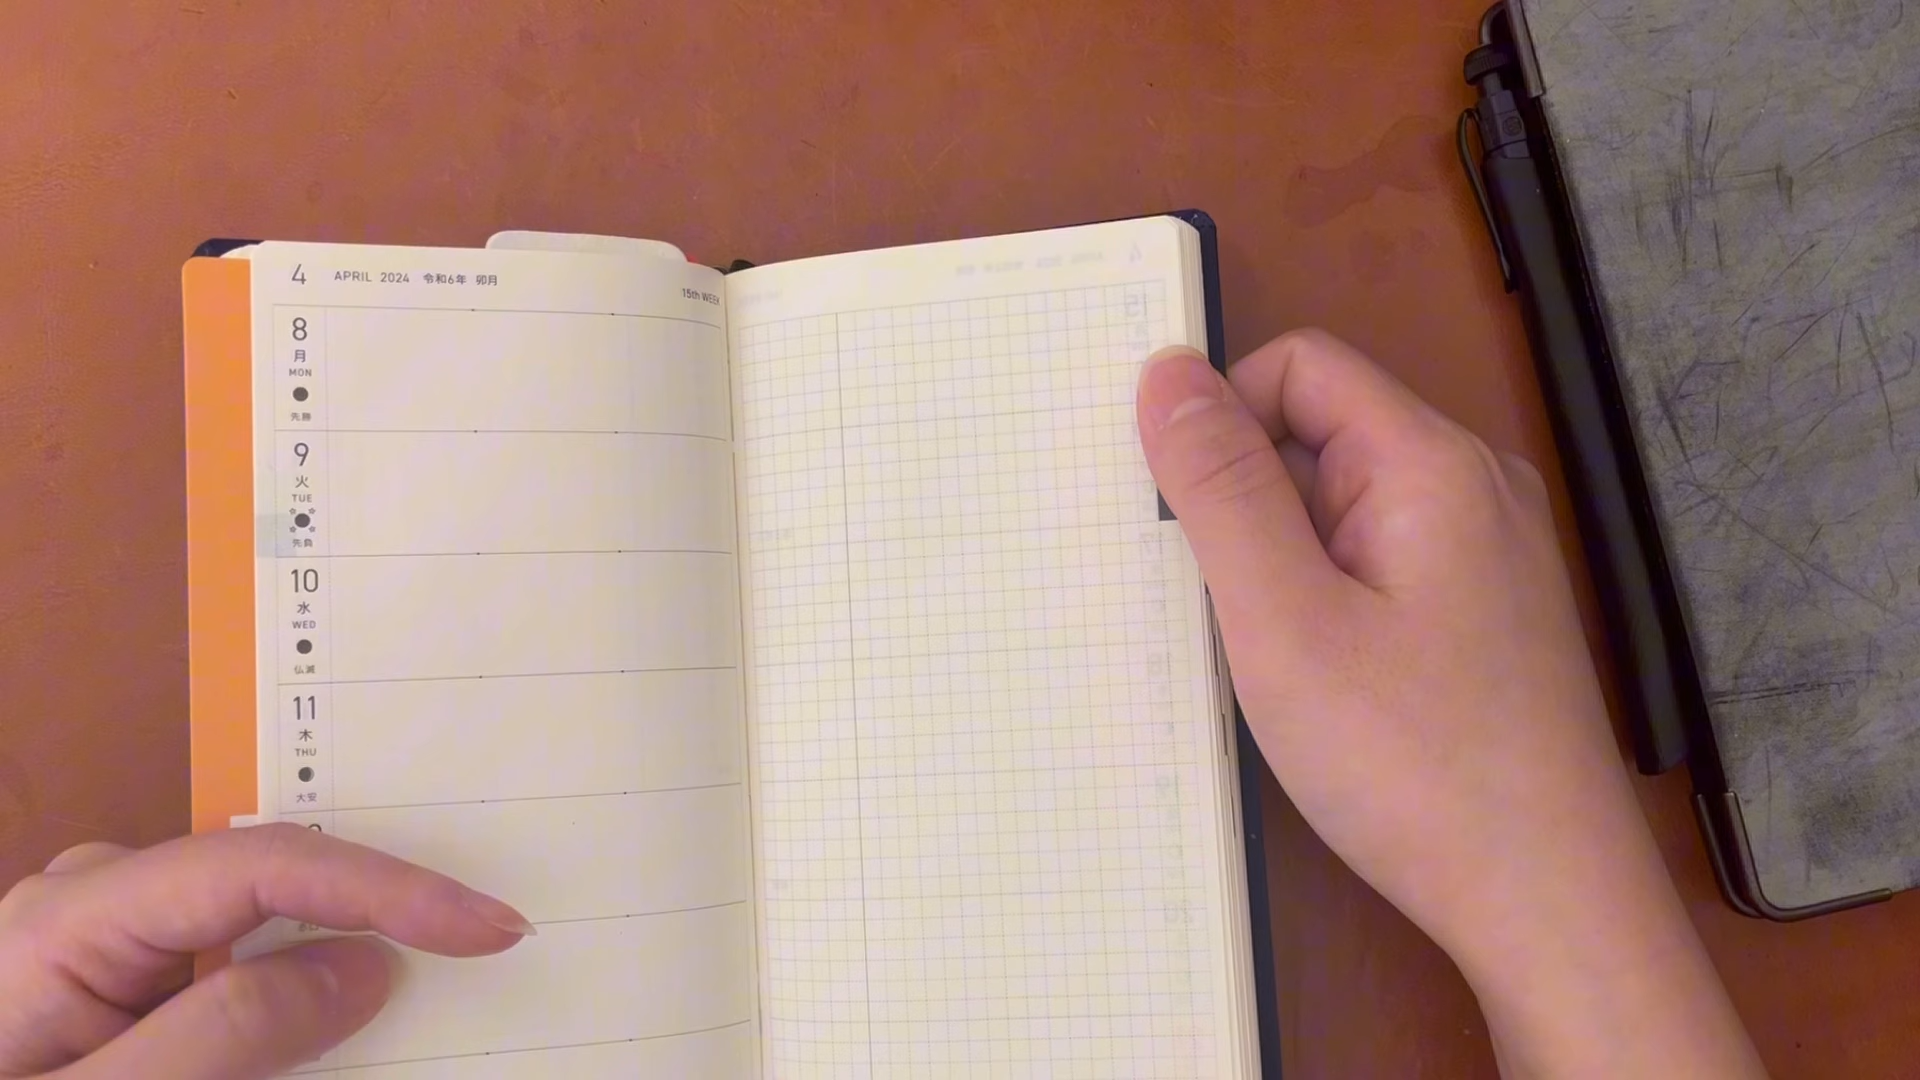 4 APRIL 2024 令和6年 卯月
15th WEEK
8
月
MON
先勝
9
火
TUE
先負
10
水
WED
仏滅
11
木
THU
大安